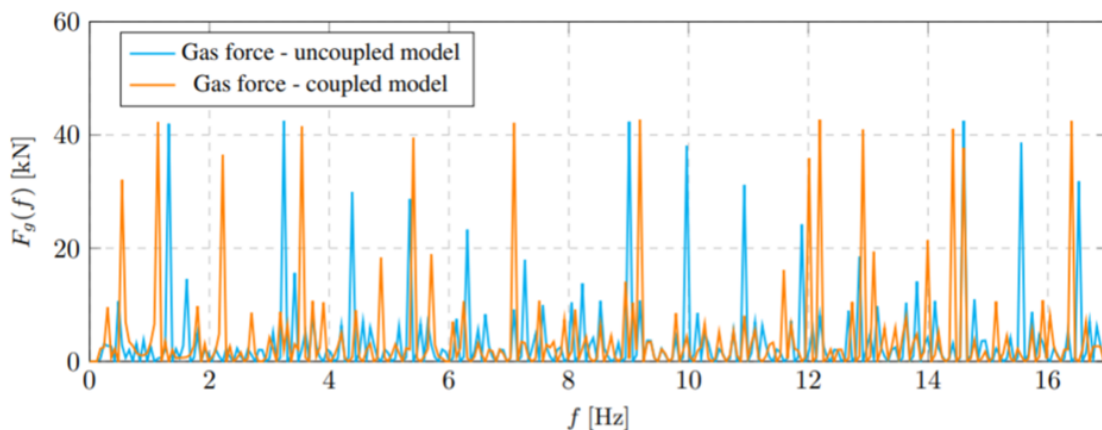 60
Gas force - uncoupled model
Gas force - coupled model
40
F_g(f) [kN]
20
0
0 2 4 6 8 10 12 14 16
f [Hz]